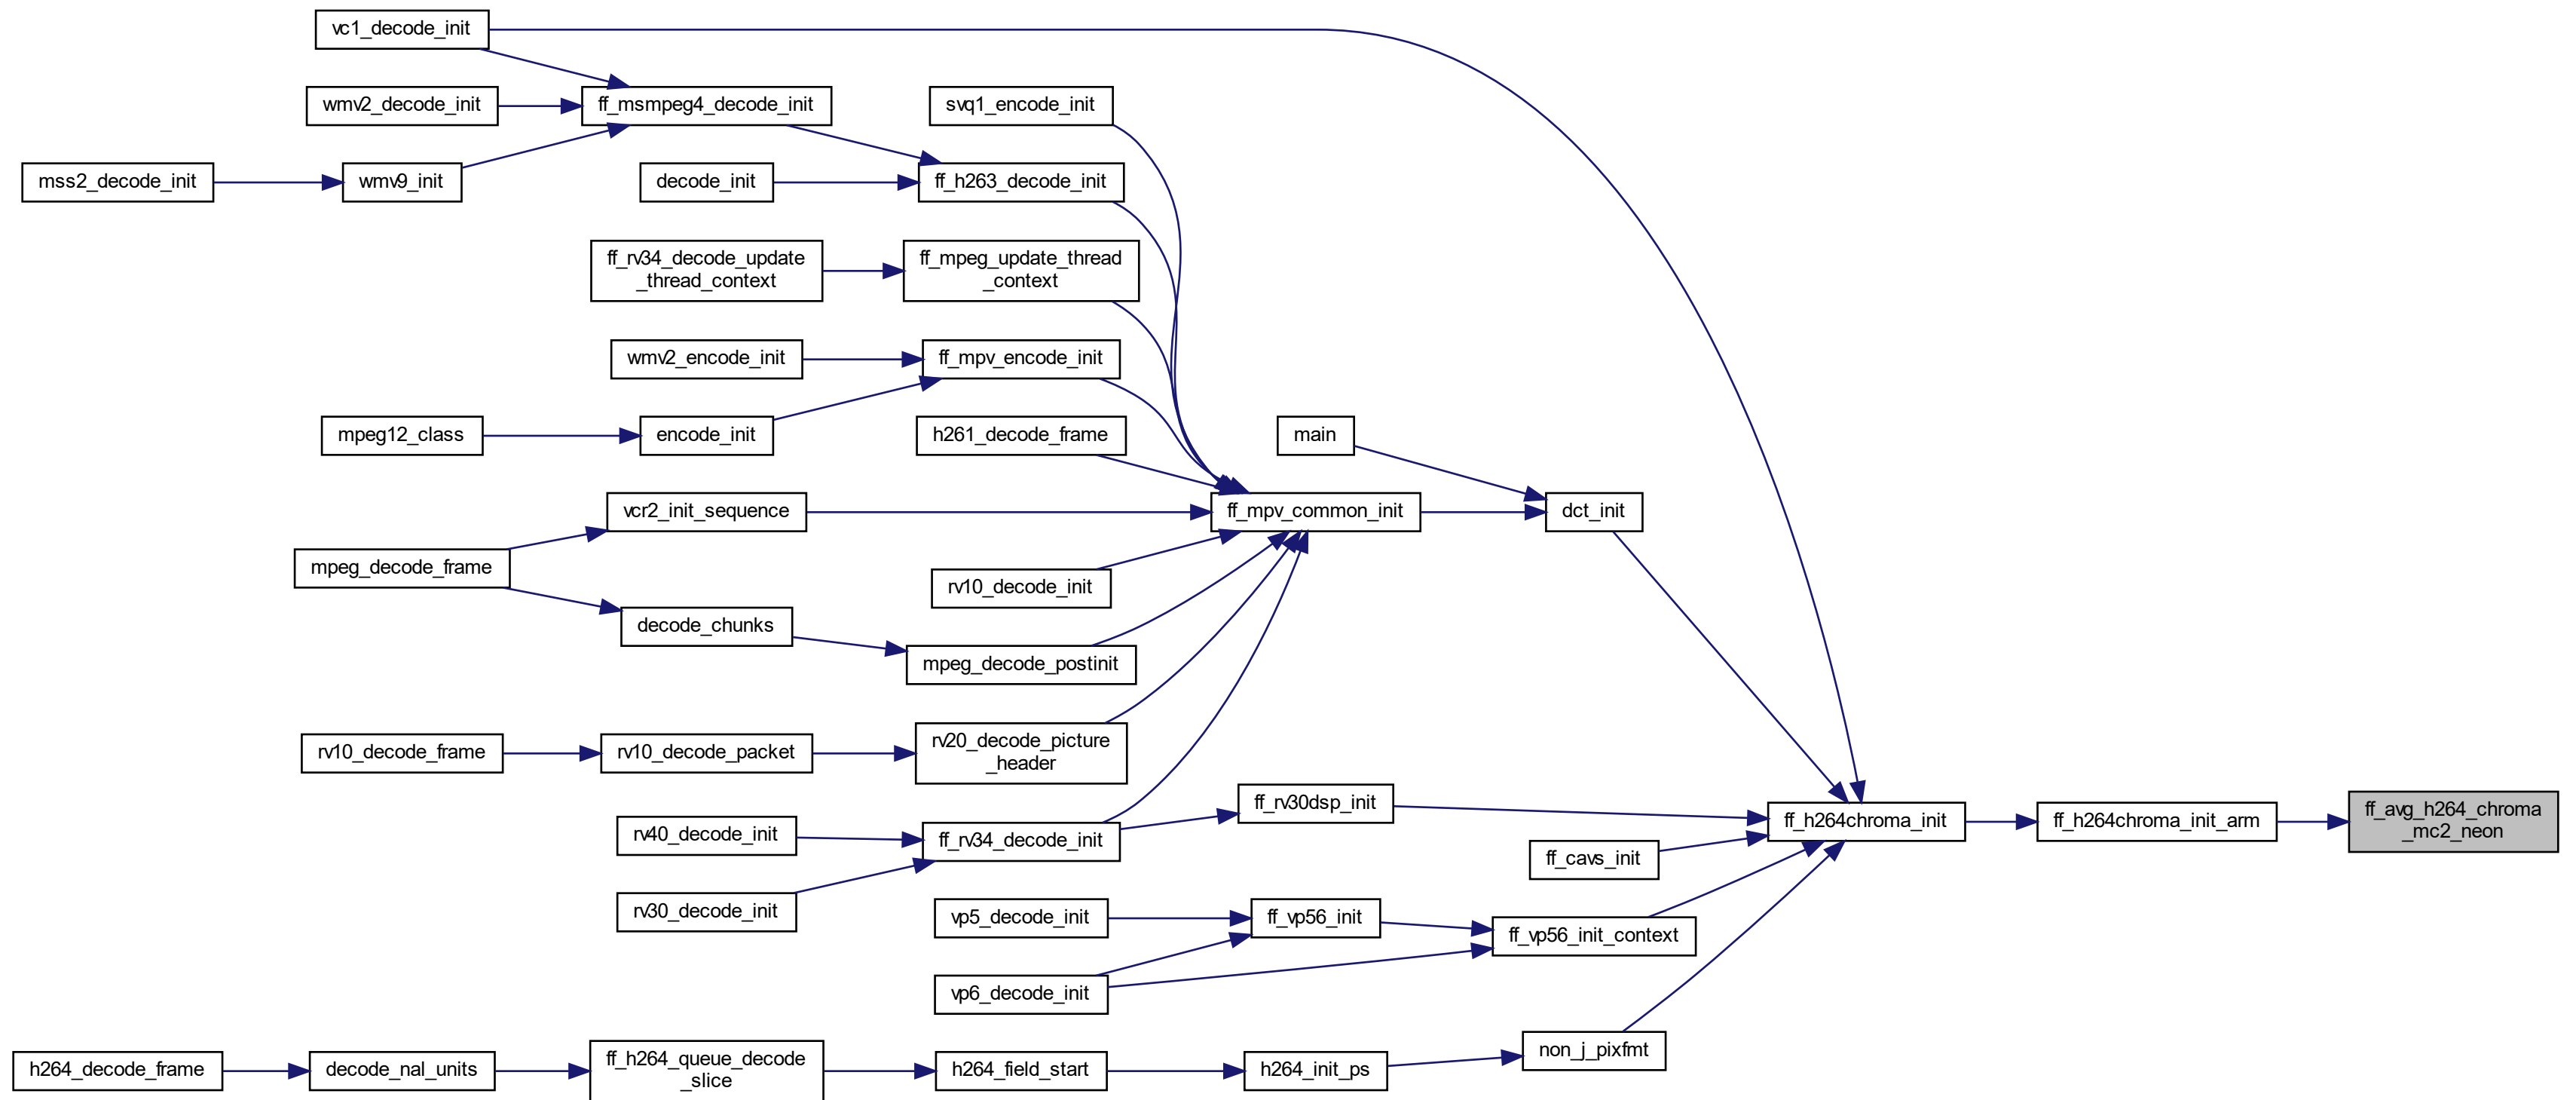 vc1_decode_init
wmv2_decode_init
ff_msmpeg4_decode_init
svq1_encode_init
mss2_decode_init
wmv9_init
decode_init
ff_h263_decode_init
ff_rv34_decode_update
_thread_context
ff_mpeg_update_thread
_context
wmv2_encode_init
ff_mpv_encode_init
mpeg12_class
encode_init
h261_decode_frame
main
vcr2_init_sequence
ff_mpv_common_init
dct_init
mpeg_decode_frame
rv10_decode_init
decode_chunks
mpeg_decode_postinit
rv10_decode_frame
rv10_decode_packet
rv20_decode_picture
_header
ff_rv30dsp_init
ff_h264chroma_init
ff_h264chroma_init_arm
ff_avg_h264_chroma
_mc2_neon
rv40_decode_init
ff_rv34_decode_init
ff_cavs_init
rv30_decode_init
vp5_decode_init
ff_vp56_init
ff_vp56_init_context
vp6_decode_init
non_j_pixfmt
h264_decode_frame
decode_nal_units
ff_h264_queue_decode
_slice
h264_field_start
h264_init_ps